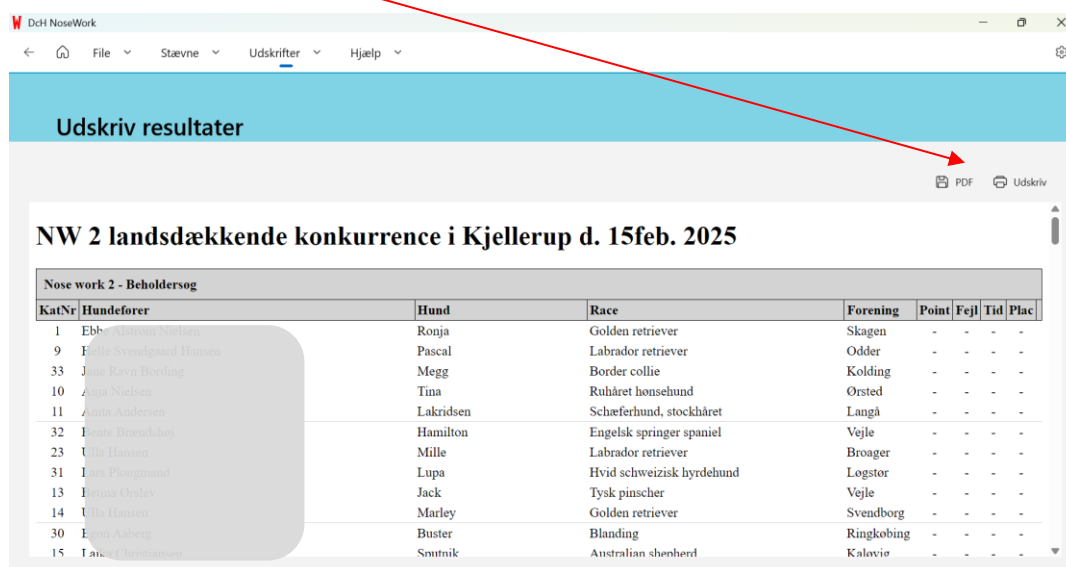 DcH NoseWork
File Stævne Udskrifter Hjælp
Udskriv resultater
PDF Udskriv
NW 2 landsdækkende konkurrence i Kjellerup d. 15feb. 2025
Nose work 2 - Beholdersøg
KatNr Hundefører Hund Race Forening Point Fejl Tid Plac
1 Ronja Golden retriever Skagen - - - -
9 Pascal Labrador retriever Odder - - - -
33 Megg Border collie Kolding - - - -
10 Tina Ruhåret hønsehund Ørsted - - - -
11 Lakridsen Schæferhund, stockhåret Langå - - - -
32 Hamilton Engelsk springer spaniel Vejle - - - -
23 Mille Labrador retriever Broager - - - -
31 Lupa Hvid schweizisk hyrdehund Løgstør - - - -
13 Jack Tysk pinscher Vejle - - - -
14 Marley Golden retriever Svendborg - - - -
30 Buster Blanding Ringkøbing - - - -
15 Sputnik Australian shepherd Kaløvig - - - -